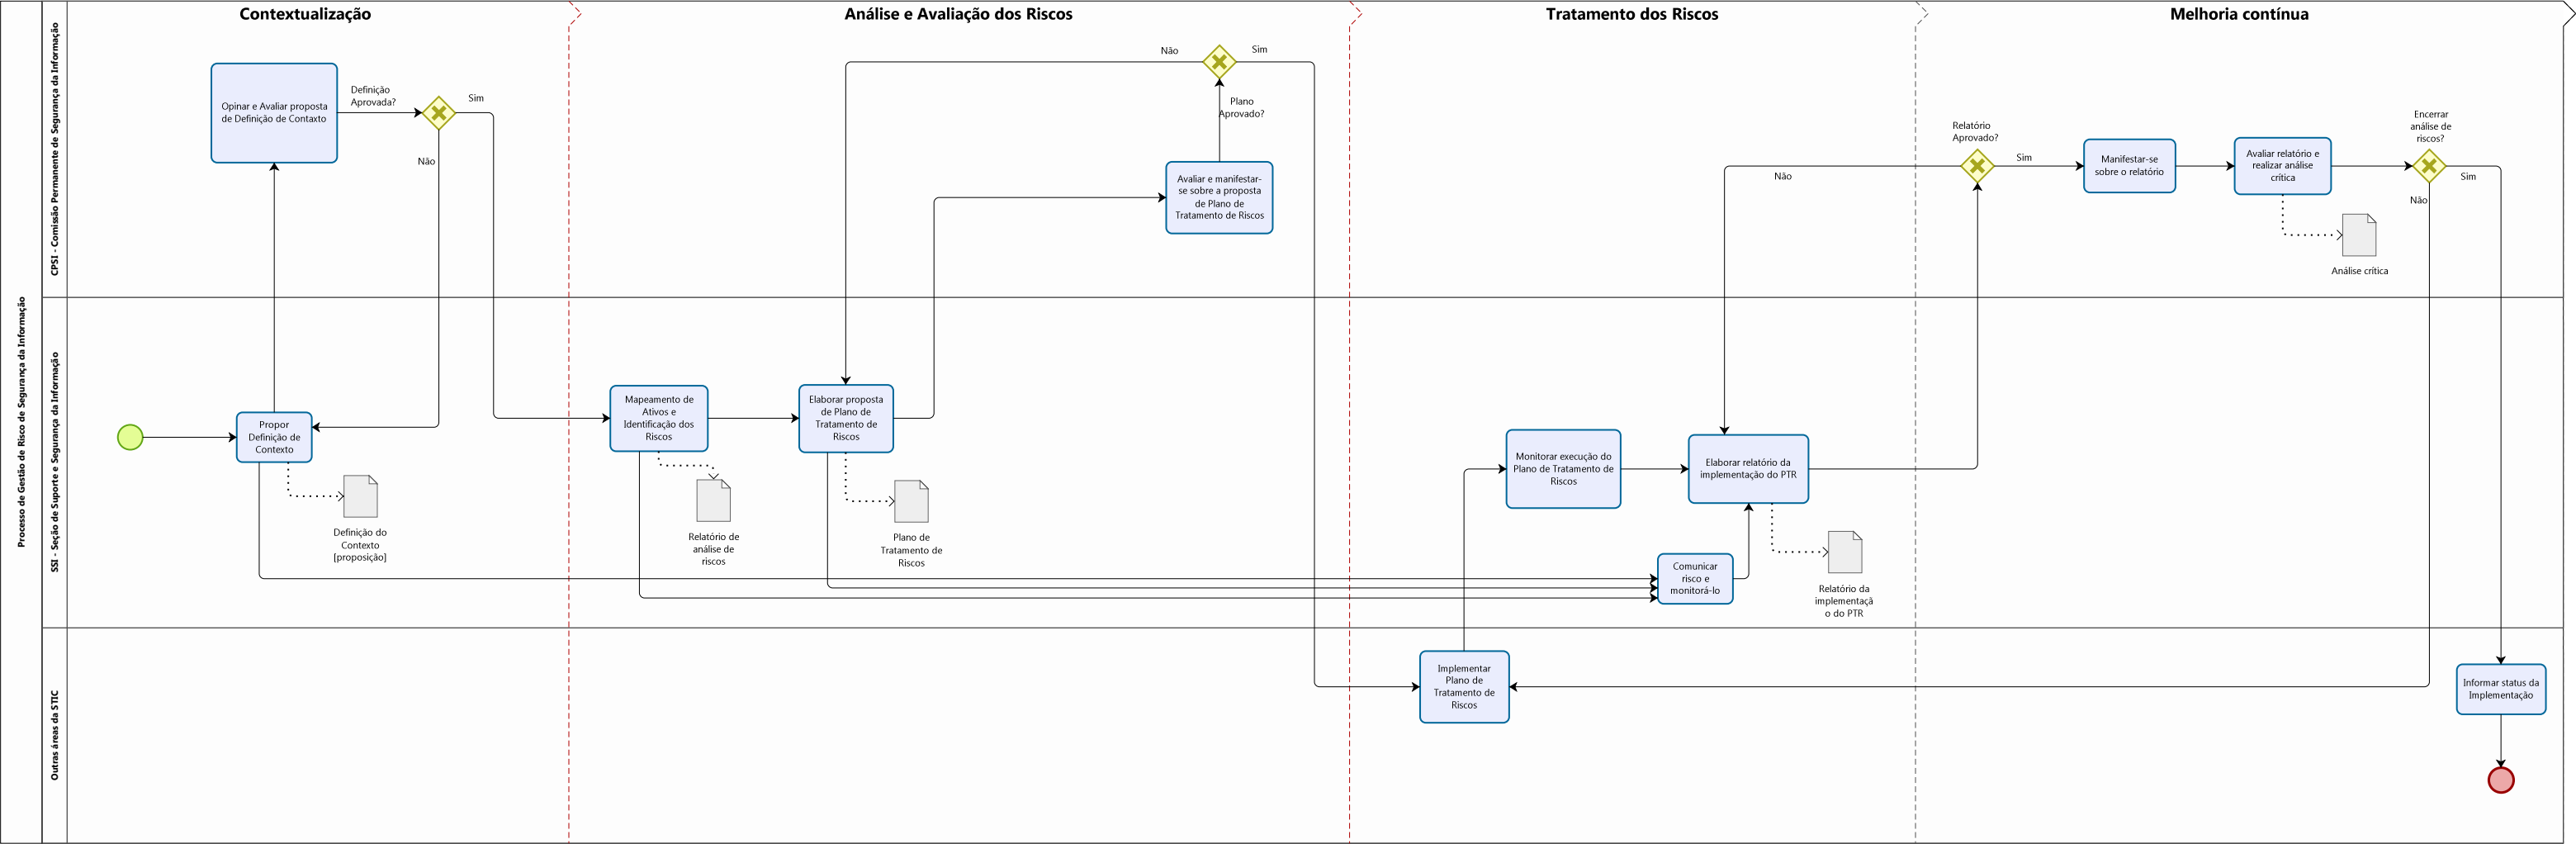 Contextualização
Análise e Avaliação dos Riscos
Tratamento dos Riscos
Melhoria contínua
Processo de Gestão de Risco de Segurança da Informação
CPSI - Comissão Permanente de Segurança da Informação
Opinar e Avaliar proposta
de Definição de Contaxto
Definição
Aprovada?
Sim
Não
Não
Sim
Plano
Aprovado?
Avaliar e manifestar-
se sobre a proposta
de Plano de
Tratamento de Riscos
Não
Relatório
Aprovado?
Sim
Manifestar-se
sobre o relatório
Avaliar relatório e
realizar análise
crítica
Encerrar
análise de
riscos?
Sim
Não
Análise crítica
SSI - Seção de Suporte e Segurança da Informação
Propor
Definição de
Contexto
Definição do
Contexto
[proposição]
Mapeamento de
Ativos e
Identificação dos
Riscos
Relatório de
análise de
riscos
Elaborar proposta
de Plano de
Tratamento de
Riscos
Plano de
Tratamento de
Riscos
Monitorar execução do
Plano de Tratamento de
Riscos
Elaborar relatório da
implementação do PTR
Comunicar
risco e
monitorá-lo
Relatório da
implementaçã
o do PTR
Outras áreas da STIC
Implementar
Plano de
Tratamento de
Riscos
Informar status da
Implementação